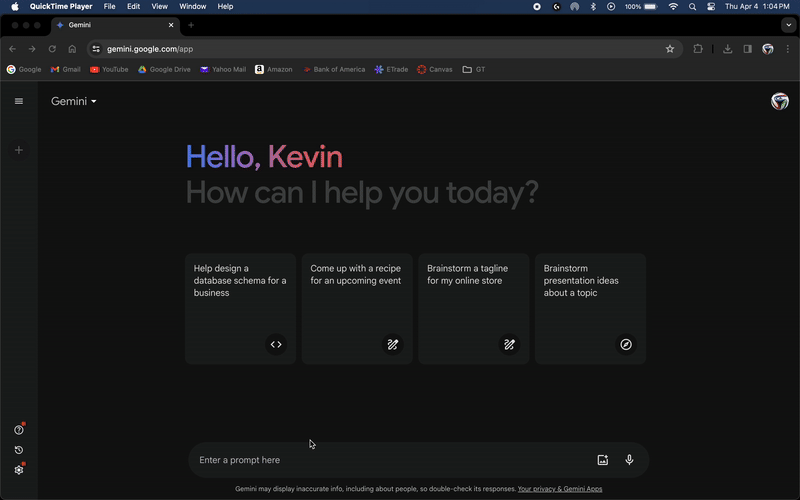 QuickTime Player File Edit View Window Help 100% Thu Apr 4 1:04 PM
Gemini
gemini.google.com/app
Google Gmail YouTube Google Drive Yahoo Mail Amazon Bank of America ETrade Canvas GT
Gemini
Hello, Kevin
How can I help you today?
Help design a
database schema for a
business
Come up with a recipe
for an upcoming event
Brainstorm a tagline
for my online store
Brainstorm
presentation ideas
about a topic
Enter a prompt here
Gemini may display inaccurate info, including about people, so double-check its responses. Your privacy & Gemini Apps